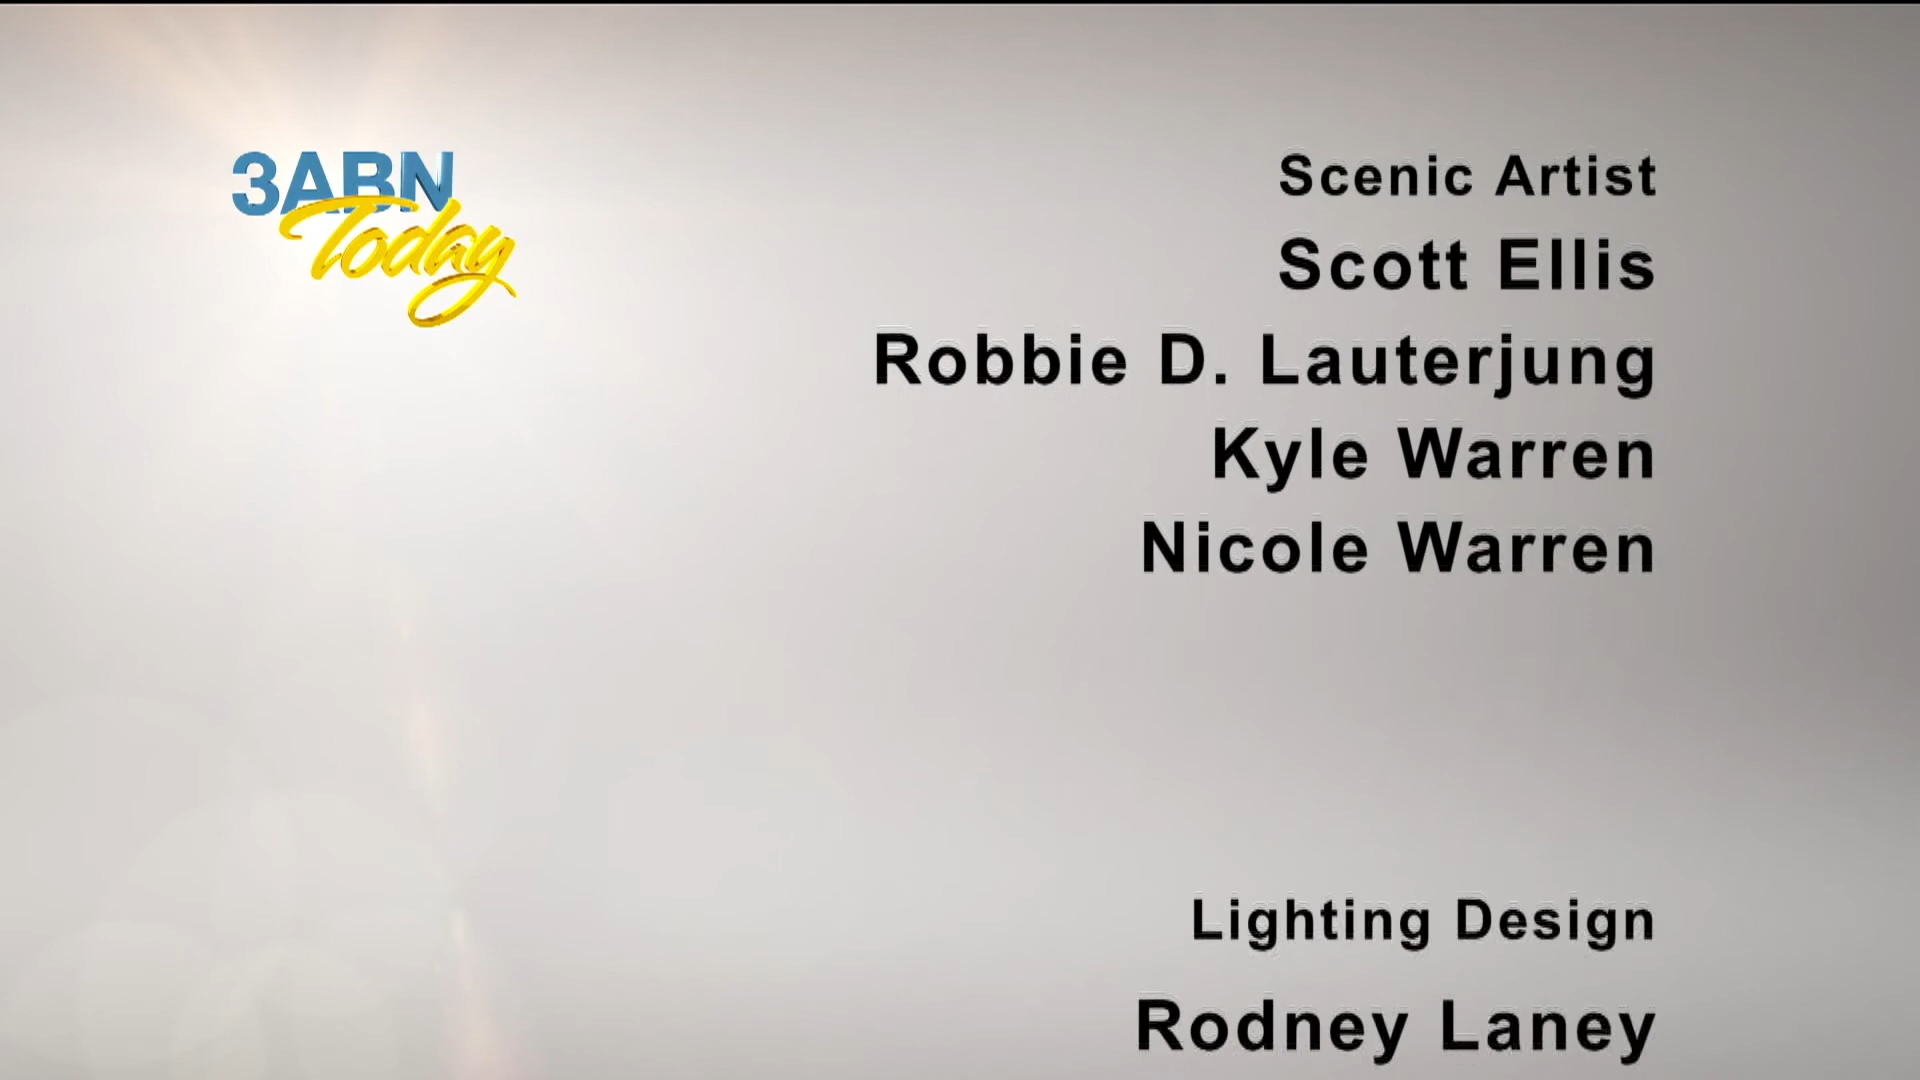 3ABN
Today
Scenic Artist
Scott Ellis
Robbie D. Lauterjung
Kyle Warren
Nicole Warren
Lighting Design
Rodney Laney